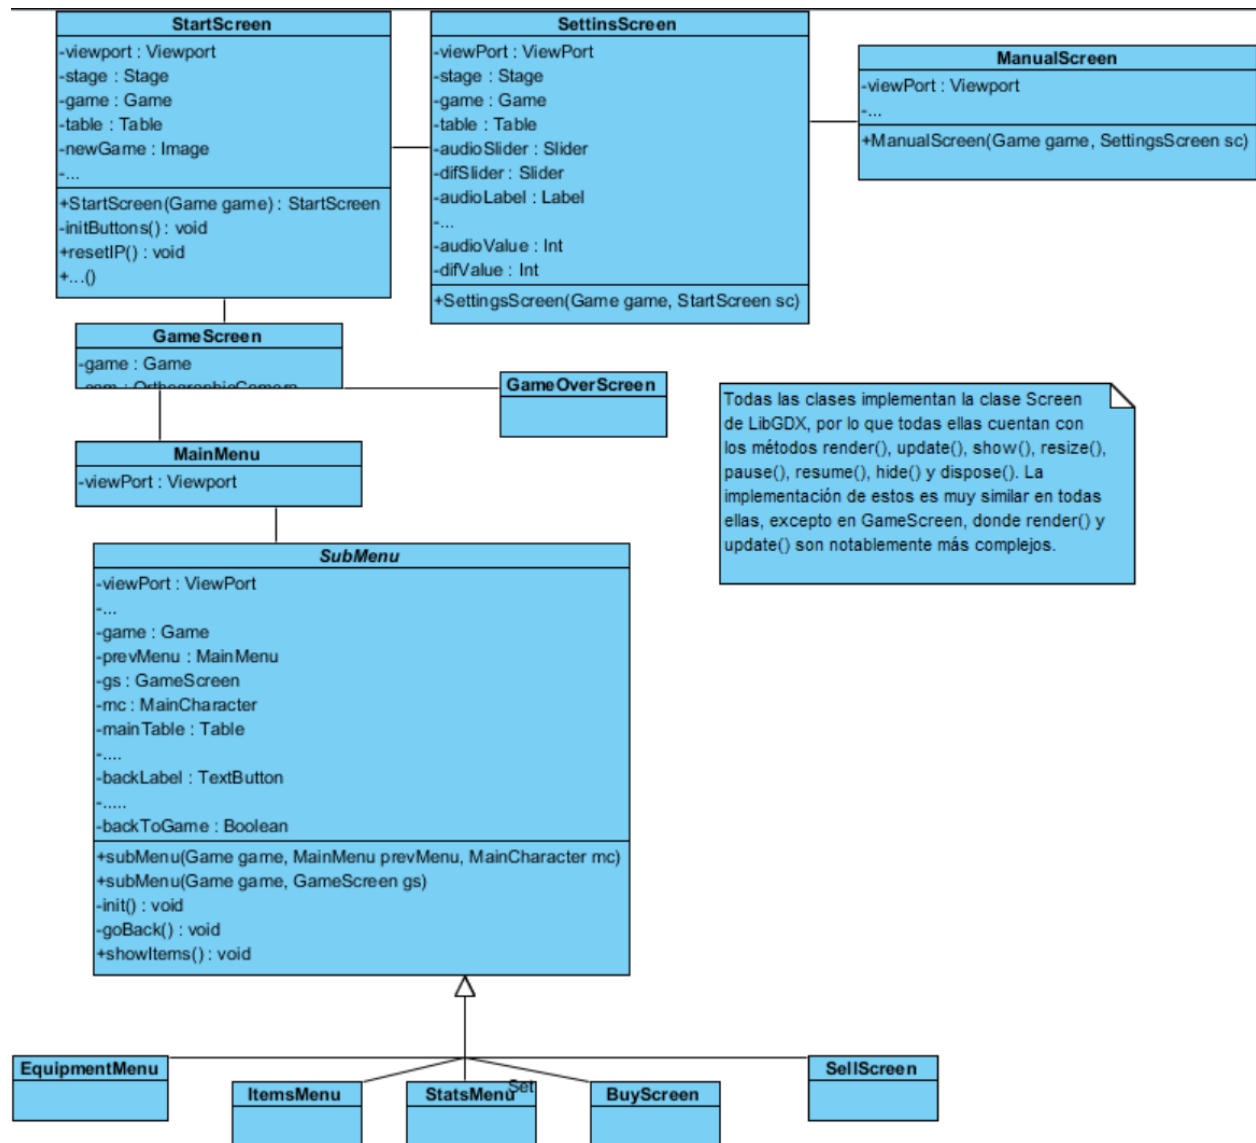 StartScreen
-viewport : Viewport
-stage : Stage
-game : Game
-table : Table
-newGame : Image
-...
+StartScreen(Game game) : StartScreen
-initButtons() : void
+resetIP() : void
+...()
SettinsScreen
-viewPort : ViewPort
-stage : Stage
-game : Game
-table : Table
-audioSlider : Slider
-difSlider : Slider
-audioLabel : Label
-...
-audioValue : Int
-difValue : Int
+SettingsScreen(Game game, StartScreen sc)
ManualScreen
-viewPort : Viewport
-...
+ManualScreen(Game game, SettingsScreen sc)
GameScreen
-game : Game
-cam : OrthographicCamera
GameOverScreen
Todas las clases implementan la clase Screen
de LibGDX, por lo que todas ellas cuentan con
los métodos render(), update(), show(), resize(),
pause(), resume(), hide() y dispose(). La
implementación de estos es muy similar en todas
ellas, excepto en GameScreen, donde render() y
update() son notablemente más complejos.
MainMenu
-viewPort : Viewport
SubMenu
-viewPort : ViewPort
-...
-game : Game
-prevMenu : MainMenu
-gs : GameScreen
-mc : MainCharacter
-mainTable : Table
-....
-backLabel : TextButton
-.....
-backToGame : Boolean
+subMenu(Game game, MainMenu prevMenu, MainCharacter mc)
+subMenu(Game game, GameScreen gs)
-init() : void
-goBack() : void
+showItems() : void
EquipmentMenu
ItemsMenu
StatsMenu
Set
BuyScreen
SellScreen